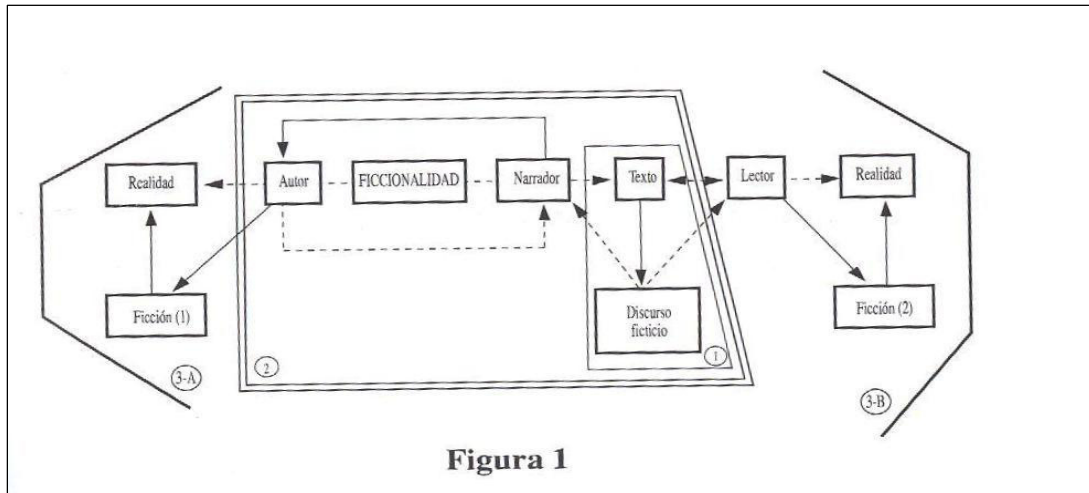 Realidad
Autor
FICCIONALIDAD
Narrador
Texto
Lector
Realidad
Ficción (1)
Discurso
ficticio
Ficción (2)
3-A
2
1
3-B
Figura 1